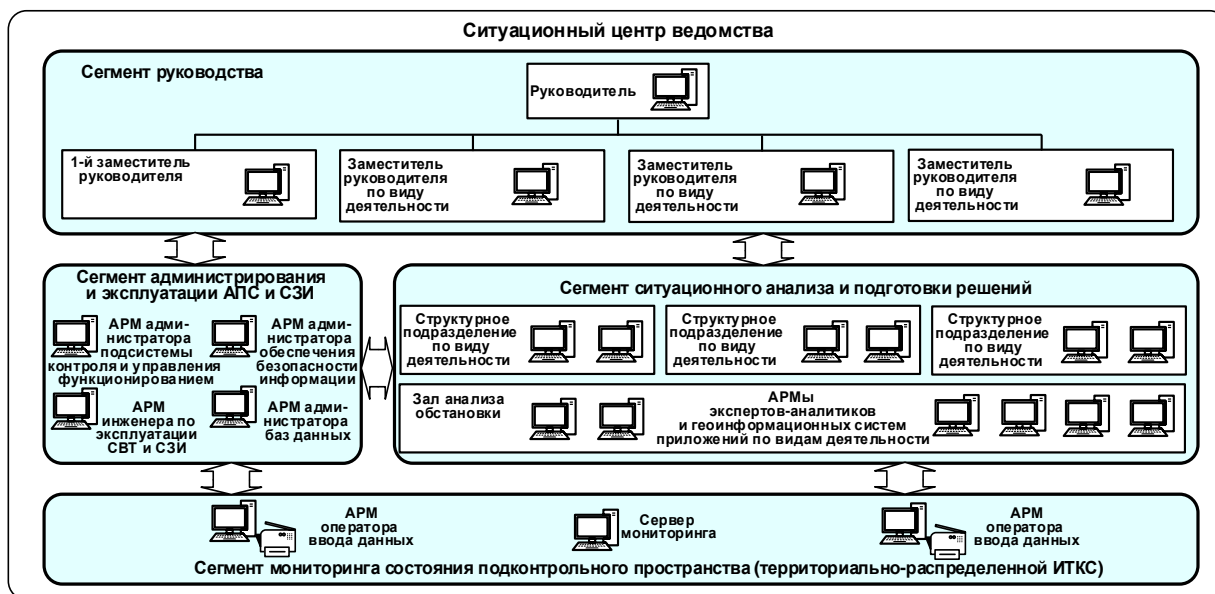 Ситуационный центр ведомства
Сегмент руководства
Руководитель
1-й заместитель
руководителя
Заместитель
руководителя
по виду
деятельности
Заместитель
руководителя
по виду
деятельности
Заместитель
руководителя
по виду
деятельности
Сегмент администрирования
и эксплуатации АПС и СЗИ
АРМ адми-
нистратора
подсистемы
контроля и управления
функционированием
АРМ адми-
нистратора
обеспечения
безопасности
информации
АРМ
инженера по
эксплуатации
СВТ и СЗИ
АРМ адми-
нистратора
баз данных
Сегмент ситуационного анализа и подготовки решений
Структурное
подразделение
по виду
деятельности
Структурное
подразделение
по виду
деятельности
Структурное
подразделение
по виду
деятельности
Зал анализа
обстановки
АРМы
экспертов-аналитиков
и геоинформационных систем
приложений по видам деятельности
АРМ
оператора
ввода данных
Сервер
мониторинга
АРМ
оператора
ввода данных
Сегмент мониторинга состояния подконтрольного пространства (территориально-распределенной ИТКС)